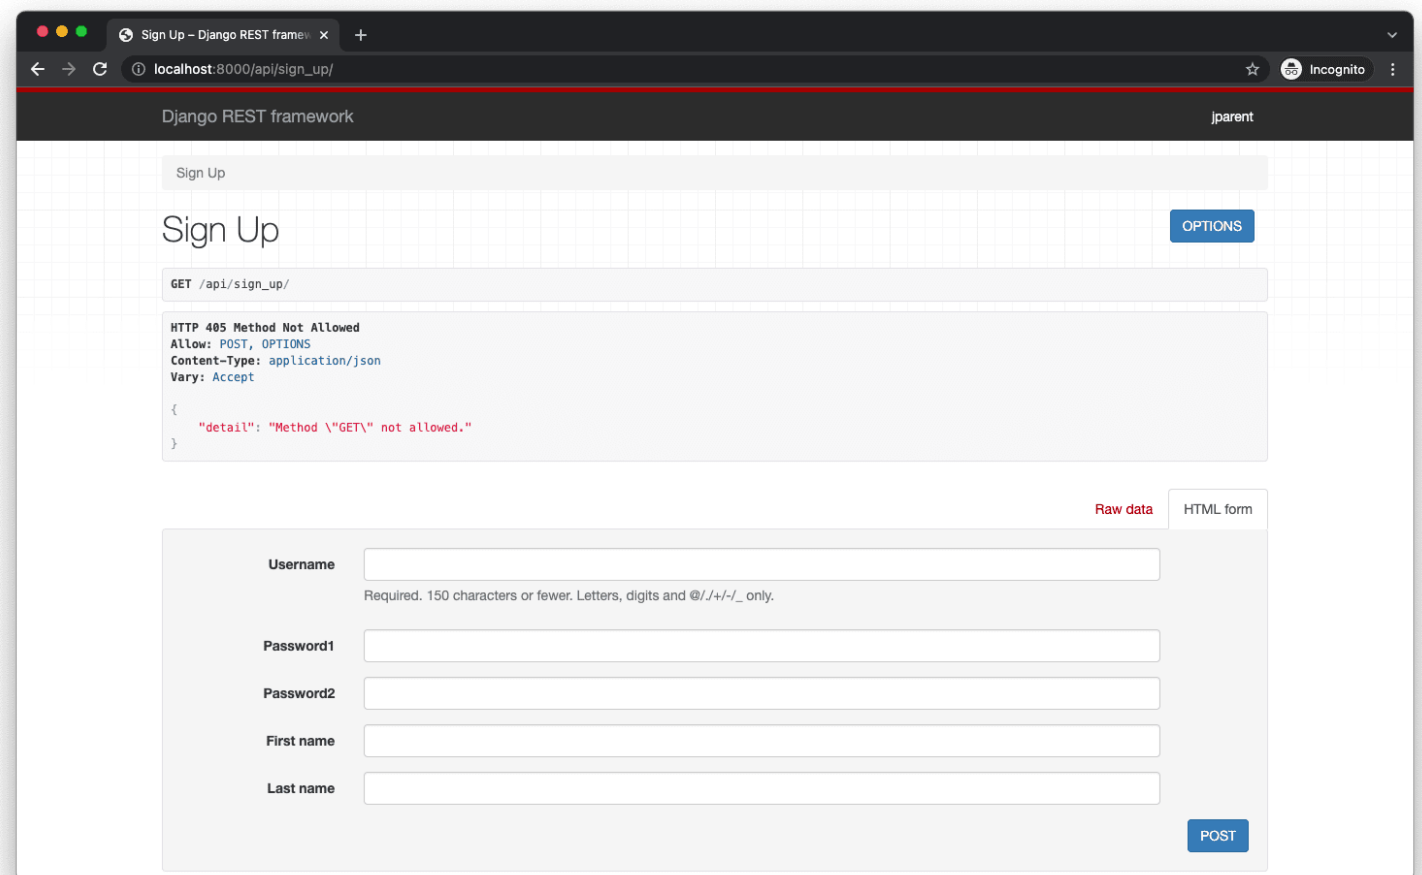 Sign Up – Django REST framew
localhost:8000/api/sign_up/
Incognito
Django REST framework
jparent
Sign Up
Sign Up
OPTIONS
GET /api/sign_up/
HTTP 405 Method Not Allowed
Allow: POST, OPTIONS
Content-Type: application/json
Vary: Accept
{
"detail": "Method \"GET\" not allowed."
}
Raw data
HTML form
Username
Required. 150 characters or fewer. Letters, digits and @/./+/-/_ only.
Password1
Password2
First name
Last name
POST